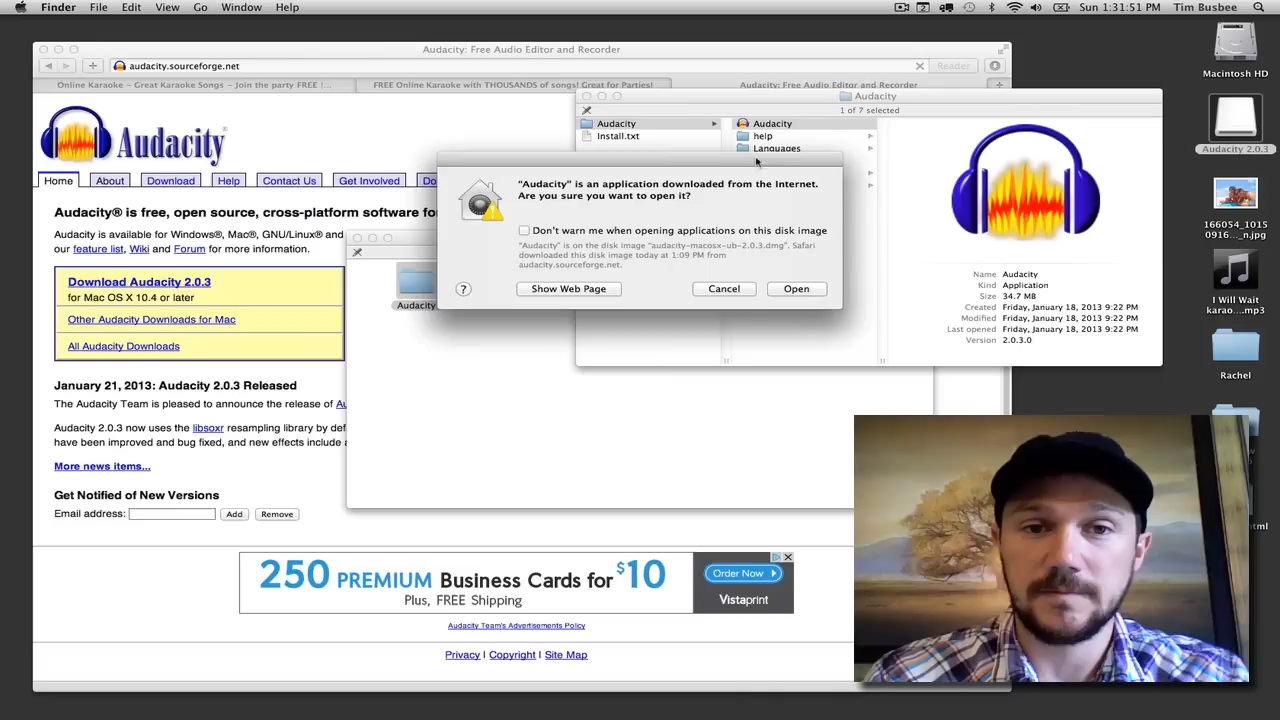 Finder File Edit View Go Window Help
Sun 1:31:51 PM Tim Busbee
Audacity: Free Audio Editor and Recorder
audacity.sourceforge.net
Reader
Online Karaoke – Great Karaoke Songs – Join the party FREE |...
FREE Online Karaoke with THOUSANDS of songs! Great for Parties!
Audacity: Free Audio Editor and Recorder
Audacity®
Home
About
Download
Help
Contact Us
Get Involved
Do
Audacity® is free, open source, cross-platform software fo
Audacity is available for Windows®, Mac®, GNU/Linux® and
our feature list, Wiki and Forum for more information.
Download Audacity 2.0.3
for Mac OS X 10.4 or later
Other Audacity Downloads for Mac
All Audacity Downloads
January 21, 2013: Audacity 2.0.3 Released
The Audacity Team is pleased to announce the release of Au
Audacity 2.0.3 now uses the libsoxr resampling library by def
have been improved and bug fixed, and new effects include a
More news items...
Get Notified of New Versions
Email address:
Add
Remove
250 PREMIUM Business Cards for $10
Plus, FREE Shipping
Order Now
Vistaprint
Audacity Team's Advertisements Policy
Privacy | Copyright | Site Map
Audacity
Audacity
1 of 7 selected
Audacity
Install.txt
Audacity
help
Languages
Name Audacity
Kind Application
Size 34.7 MB
Created Friday, January 18, 2013 9:22 PM
Modified Friday, January 18, 2013 9:22 PM
Last opened Friday, January 18, 2013 9:22 PM
Version 2.0.3.0
"Audacity" is an application downloaded from the Internet.
Are you sure you want to open it?
Don't warn me when opening applications on this disk image
"Audacity" is on the disk image "audacity-macosx-ub-2.0.3.dmg". Safari
downloaded this disk image today at 1:09 PM from
audacity.sourceforge.net.
?
Show Web Page
Cancel
Open
Macintosh HD
Audacity 2.0.3
166054_1015
0916..._n.jpg
I Will Wait
karao....mp3
Rachel